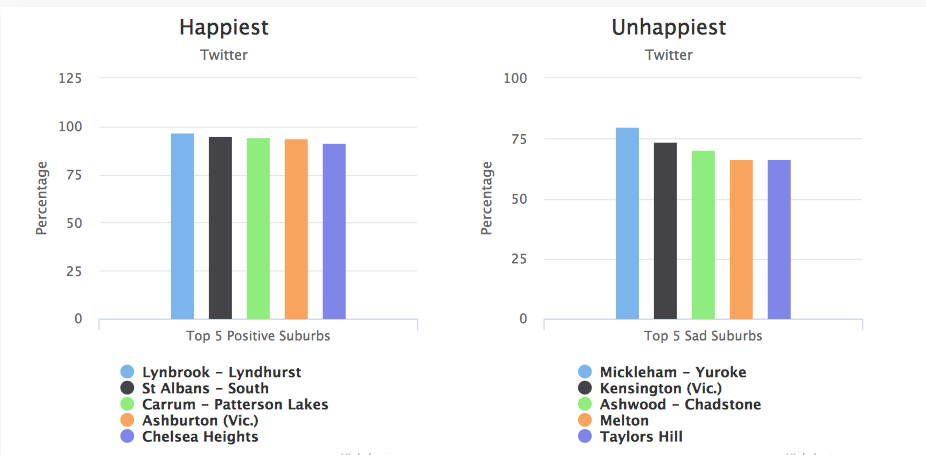 Happiest
Twitter
125
100
75
50
25
0
Percentage
Top 5 Positive Suburbs
Lynbrook – Lyndhurst
St Albans – South
Carrum – Patterson Lakes
Ashburton (Vic.)
Chelsea Heights
Unhappiest
Twitter
100
75
50
25
0
Percentage
Top 5 Sad Suburbs
Mickleham – Yuroke
Kensington (Vic.)
Ashwood – Chadstone
Melton
Taylors Hill